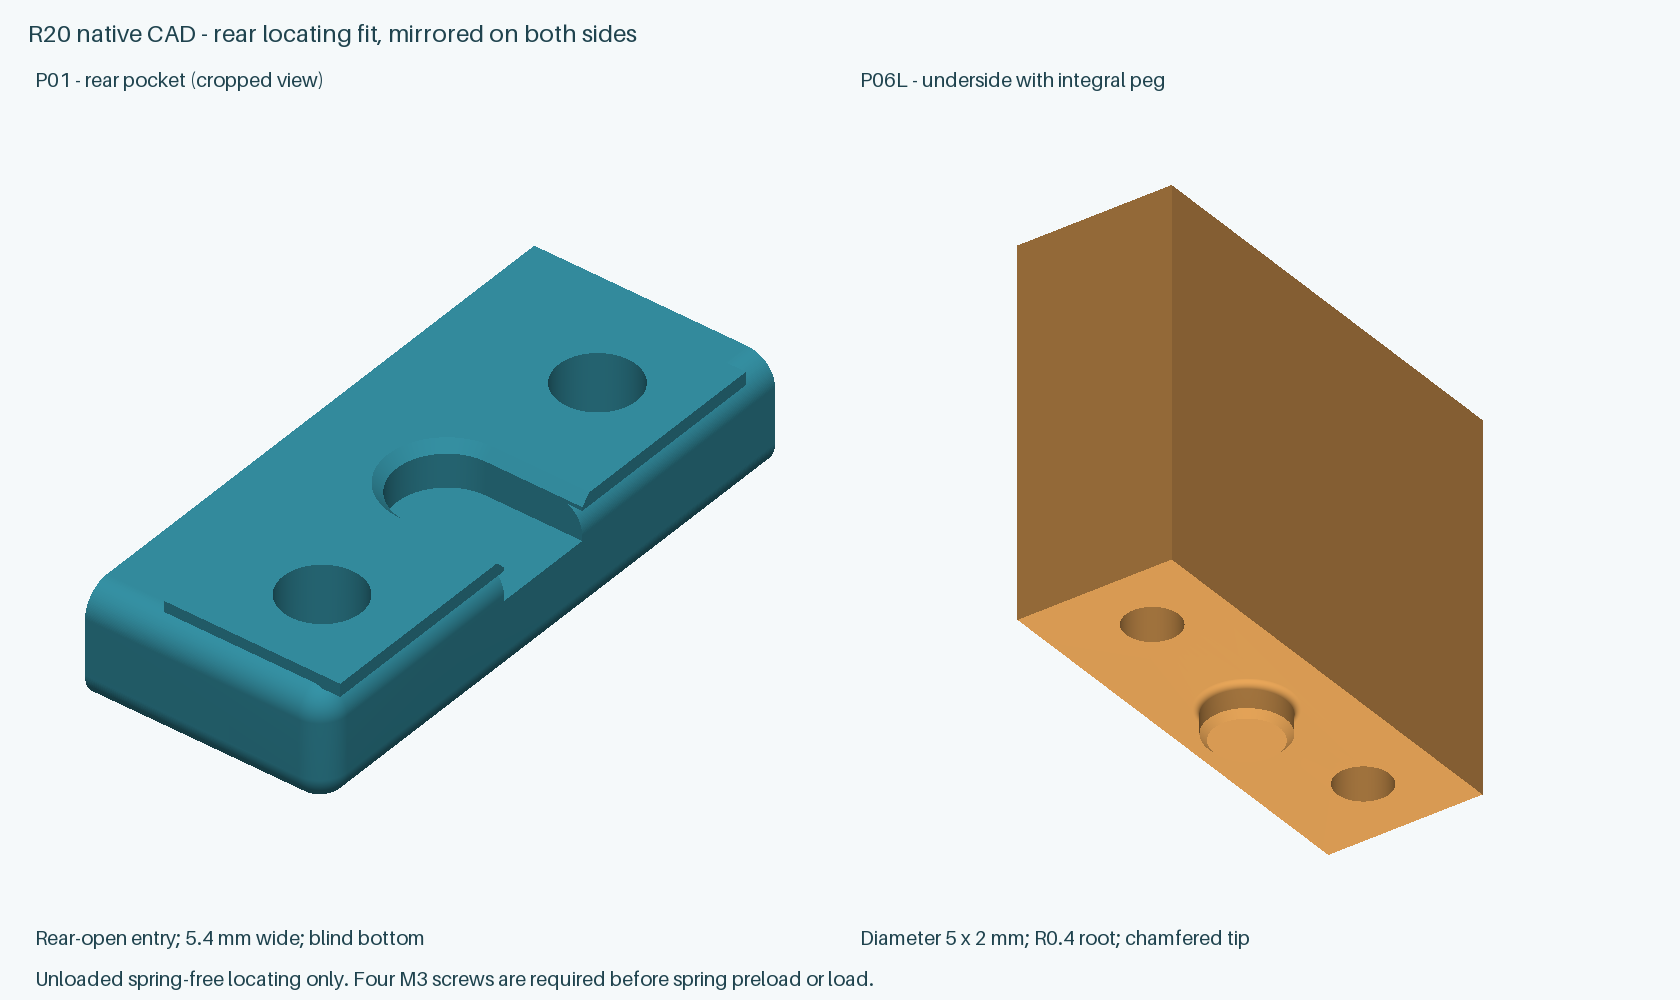 R20 native CAD - rear locating fit, mirrored on both sides
P01 - rear pocket (cropped view)
P06L - underside with integral peg
Rear-open entry; 5.4 mm wide; blind bottom
Diameter 5 x 2 mm; R0.4 root; chamfered tip
Unloaded spring-free locating only. Four M3 screws are required before spring preload or load.